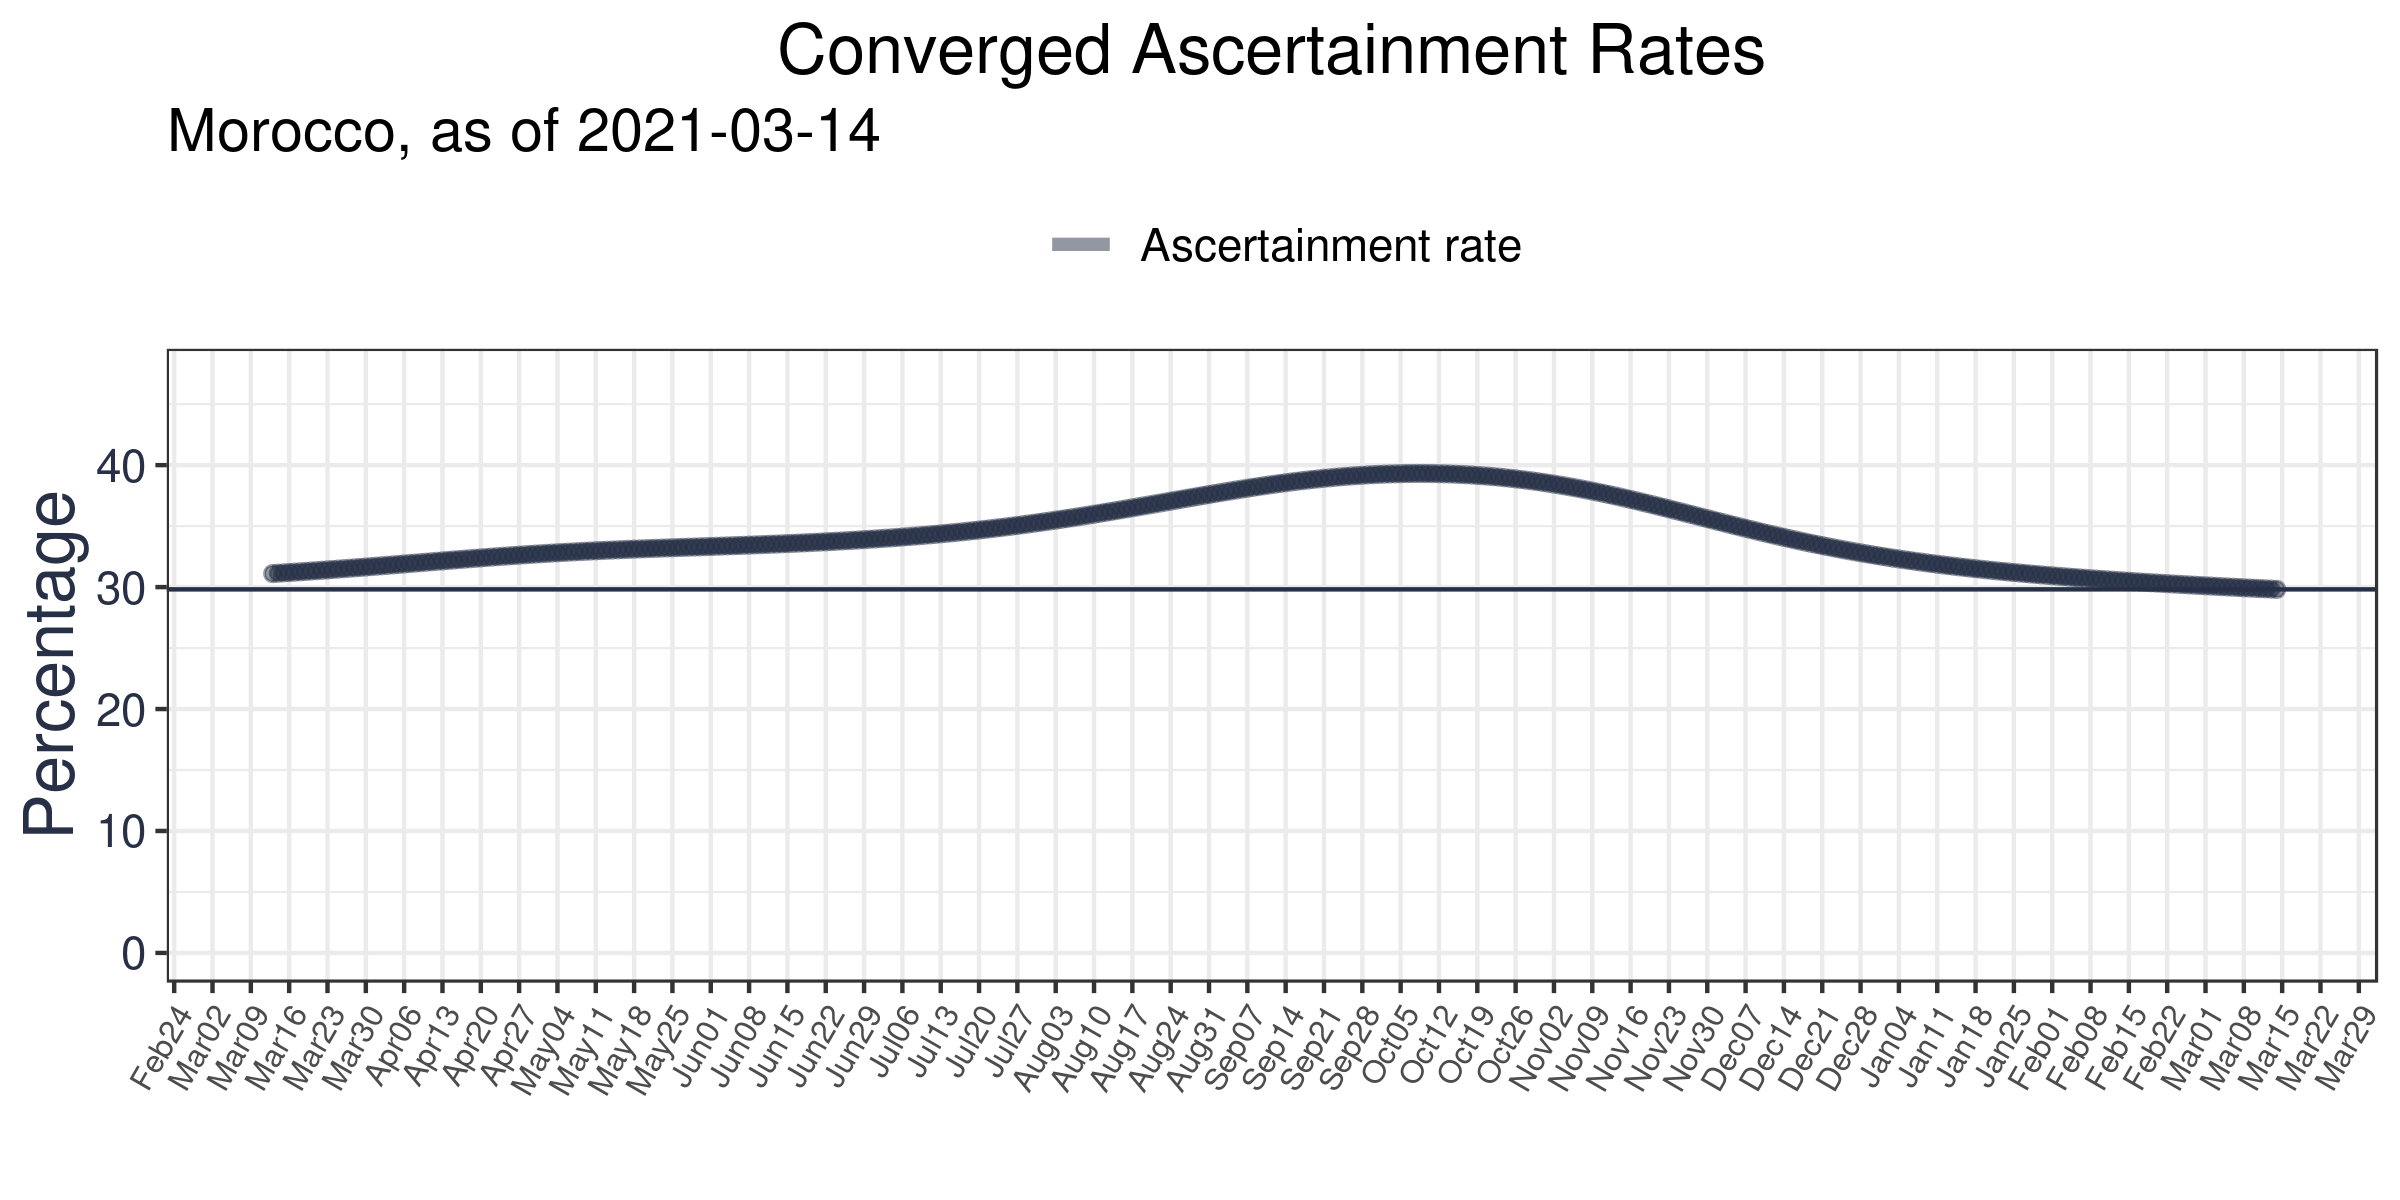 Converged Ascertainment Rates
Morocco, as of 2021-03-14
Ascertainment rate
Percentage
40
30
20
10
0
Feb24 Mar02 Mar09 Mar16 Mar23 Mar30 Apr06 Apr13 Apr20 Apr27 May04 May11 May18 May25 Jun01 Jun08 Jun15 Jun22 Jun29 Jul06 Jul13 Jul20 Jul27 Aug03 Aug10 Aug17 Aug24 Aug31 Sep07 Sep14 Sep21 Sep28 Oct05 Oct12 Oct19 Oct26 Nov02 Nov09 Nov16 Nov23 Nov30 Dec07 Dec14 Dec21 Dec28 Jan04 Jan11 Jan18 Jan25 Feb01 Feb08 Feb15 Feb22 Mar01 Mar08 Mar15 Mar22 Mar29